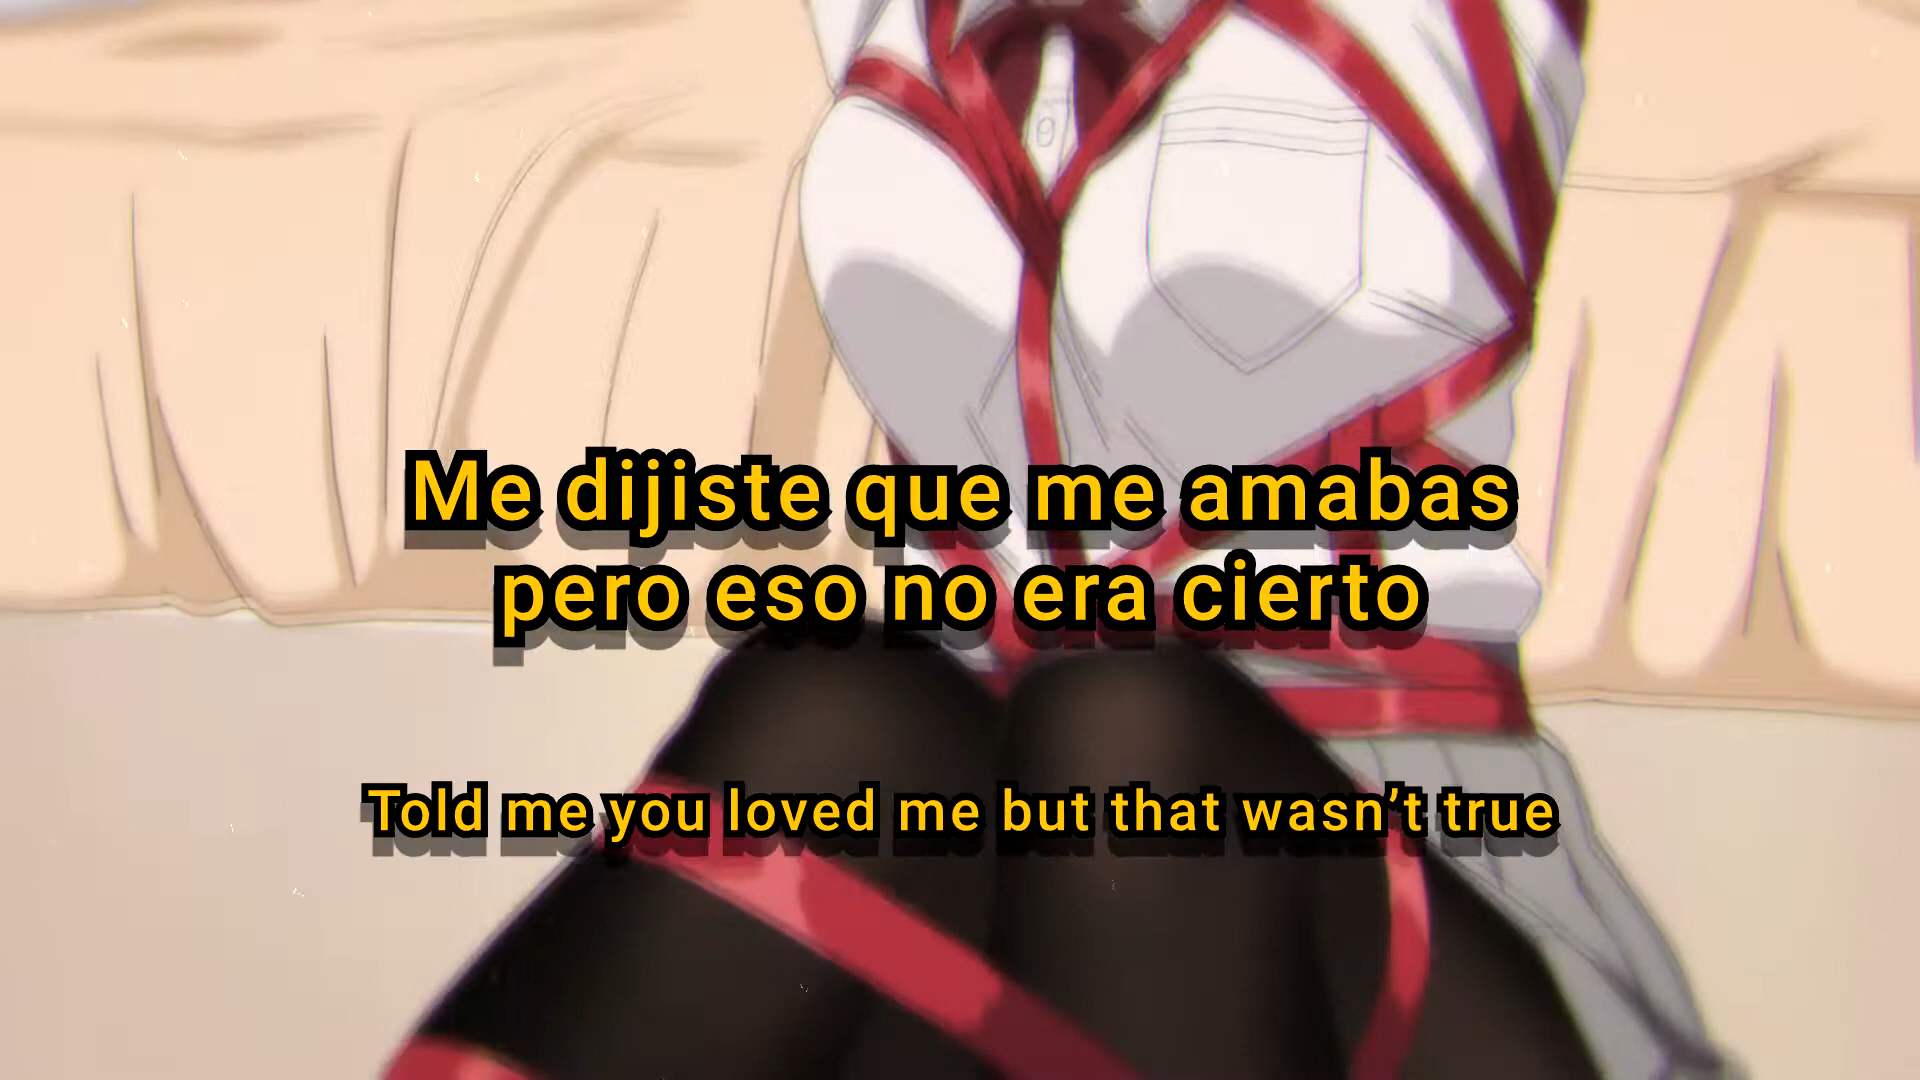 Me dijiste que me amabas
pero eso no era cierto
Told me you loved me but that wasn’t true